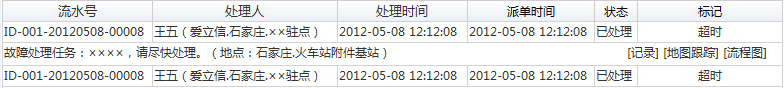 流水号 处理人 处理时间 派单时间 状态 标记
ID-001-20120508-00008 王五（爱立信.石家庄.××驻点） 2012-05-08 12:12:08 2012-05-08 12:12:08 已处理 超时
故障处理任务：××××，请尽快处理。（地点：石家庄.火车站附件基站） [记录] [地图跟踪] [流程图]
ID-001-20120508-00008 王五（爱立信.石家庄.××驻点） 2012-05-08 12:12:08 2012-05-08 12:12:08 已处理 超时